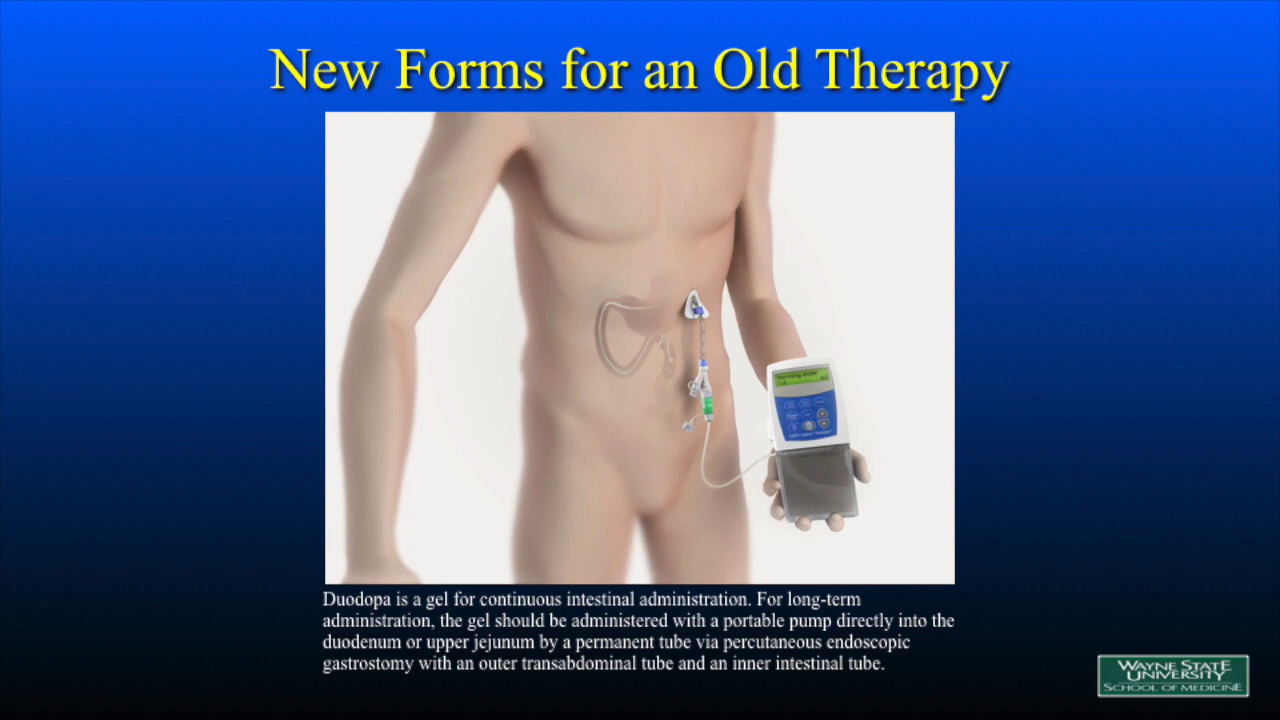 New Forms for an Old Therapy
Duodopa is a gel for continuous intestinal administration. For long-term
administration, the gel should be administered with a portable pump directly into the
duodenum or upper jejunum by a permanent tube via percutaneous endoscopic
gastrostomy with an outer transabdominal tube and an inner intestinal tube.
WAYNE STATE
UNIVERSITY
SCHOOL OF MEDICINE